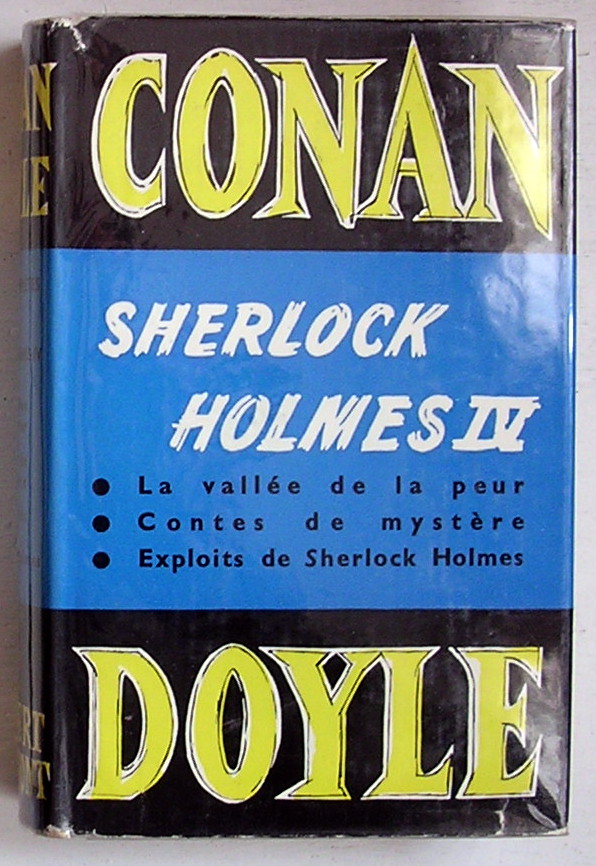 CONAN
SHERLOCK
HOLMES IV
● La vallée de la peur
● Contes de mystère
● Exploits de Sherlock Holmes
DOYLE